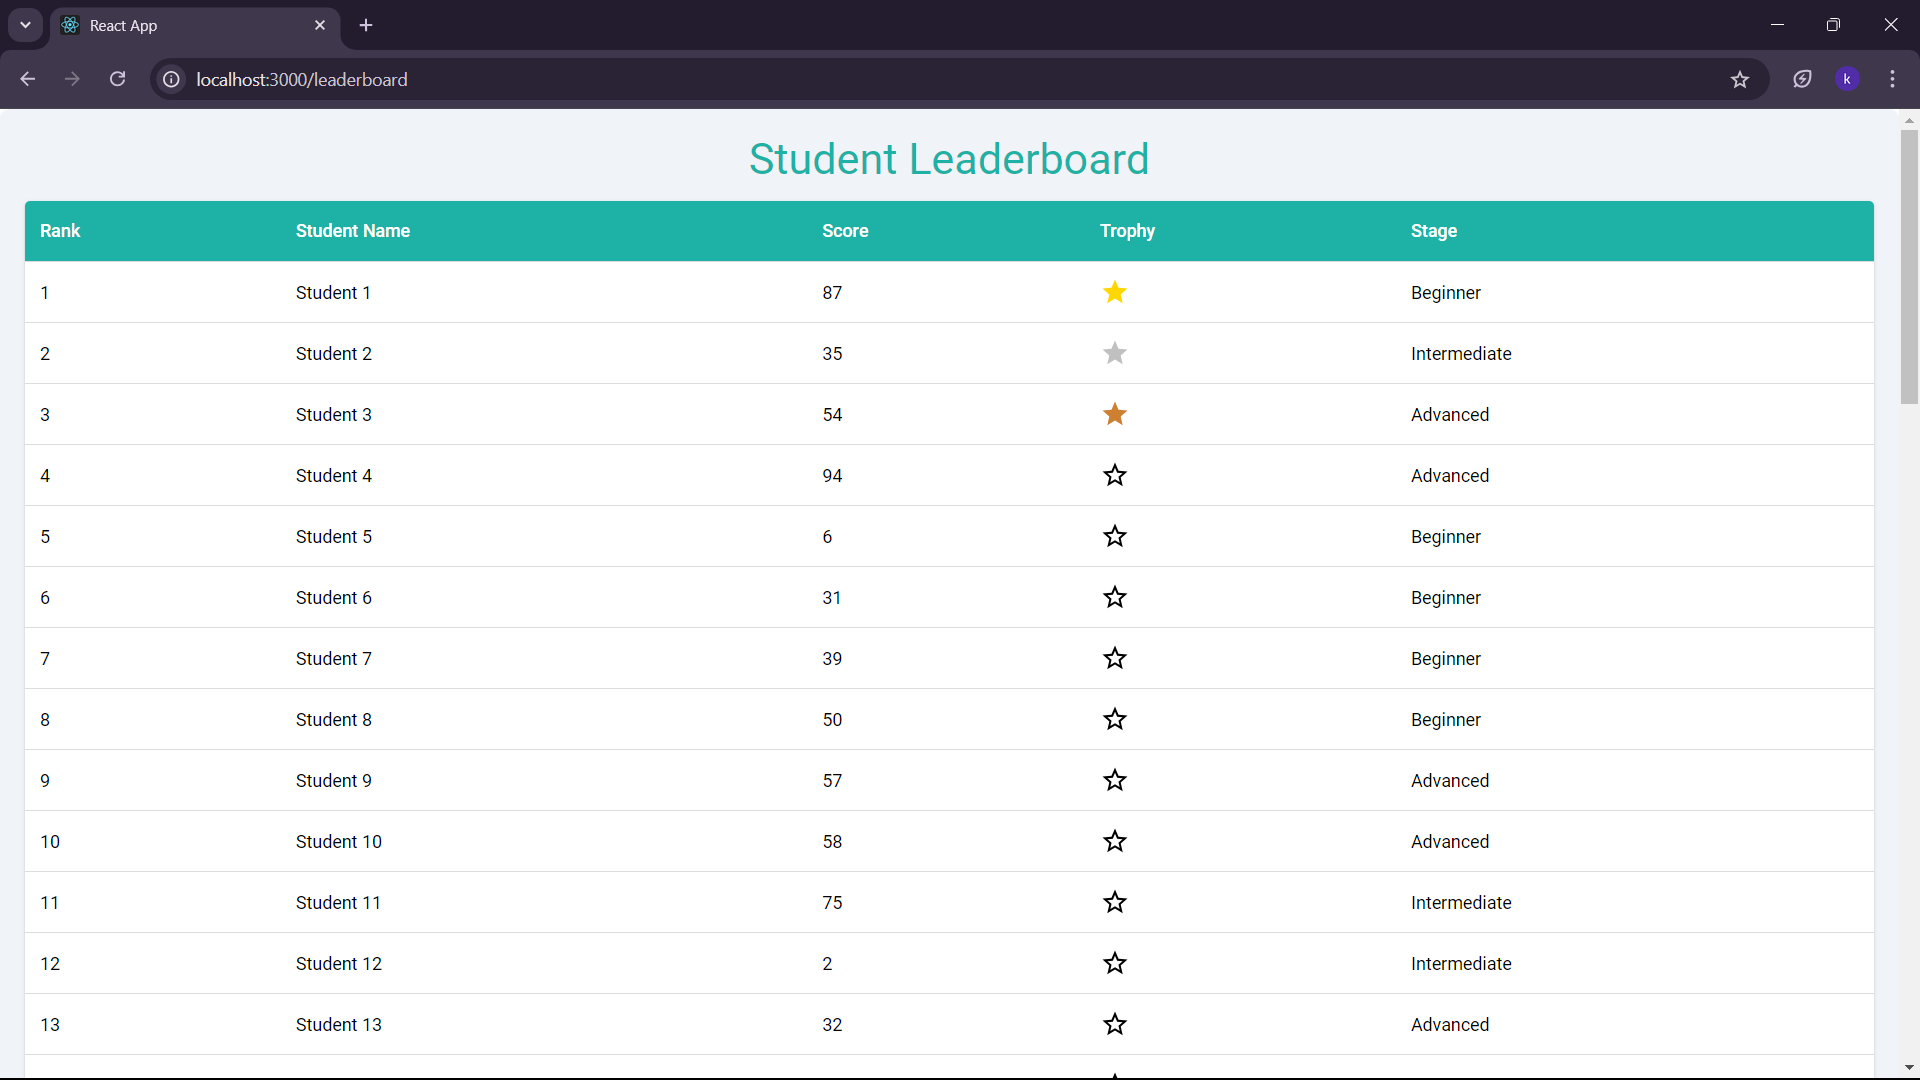 React App
localhost:3000/leaderboard
k
Student Leaderboard
Rank Student Name Score Trophy Stage
1 Student 1 87 Beginner
2 Student 2 35 Intermediate
3 Student 3 54 Advanced
4 Student 4 94 Advanced
5 Student 5 6 Beginner
6 Student 6 31 Beginner
7 Student 7 39 Beginner
8 Student 8 50 Beginner
9 Student 9 57 Advanced
10 Student 10 58 Advanced
11 Student 11 75 Intermediate
12 Student 12 2 Intermediate
13 Student 13 32 Advanced